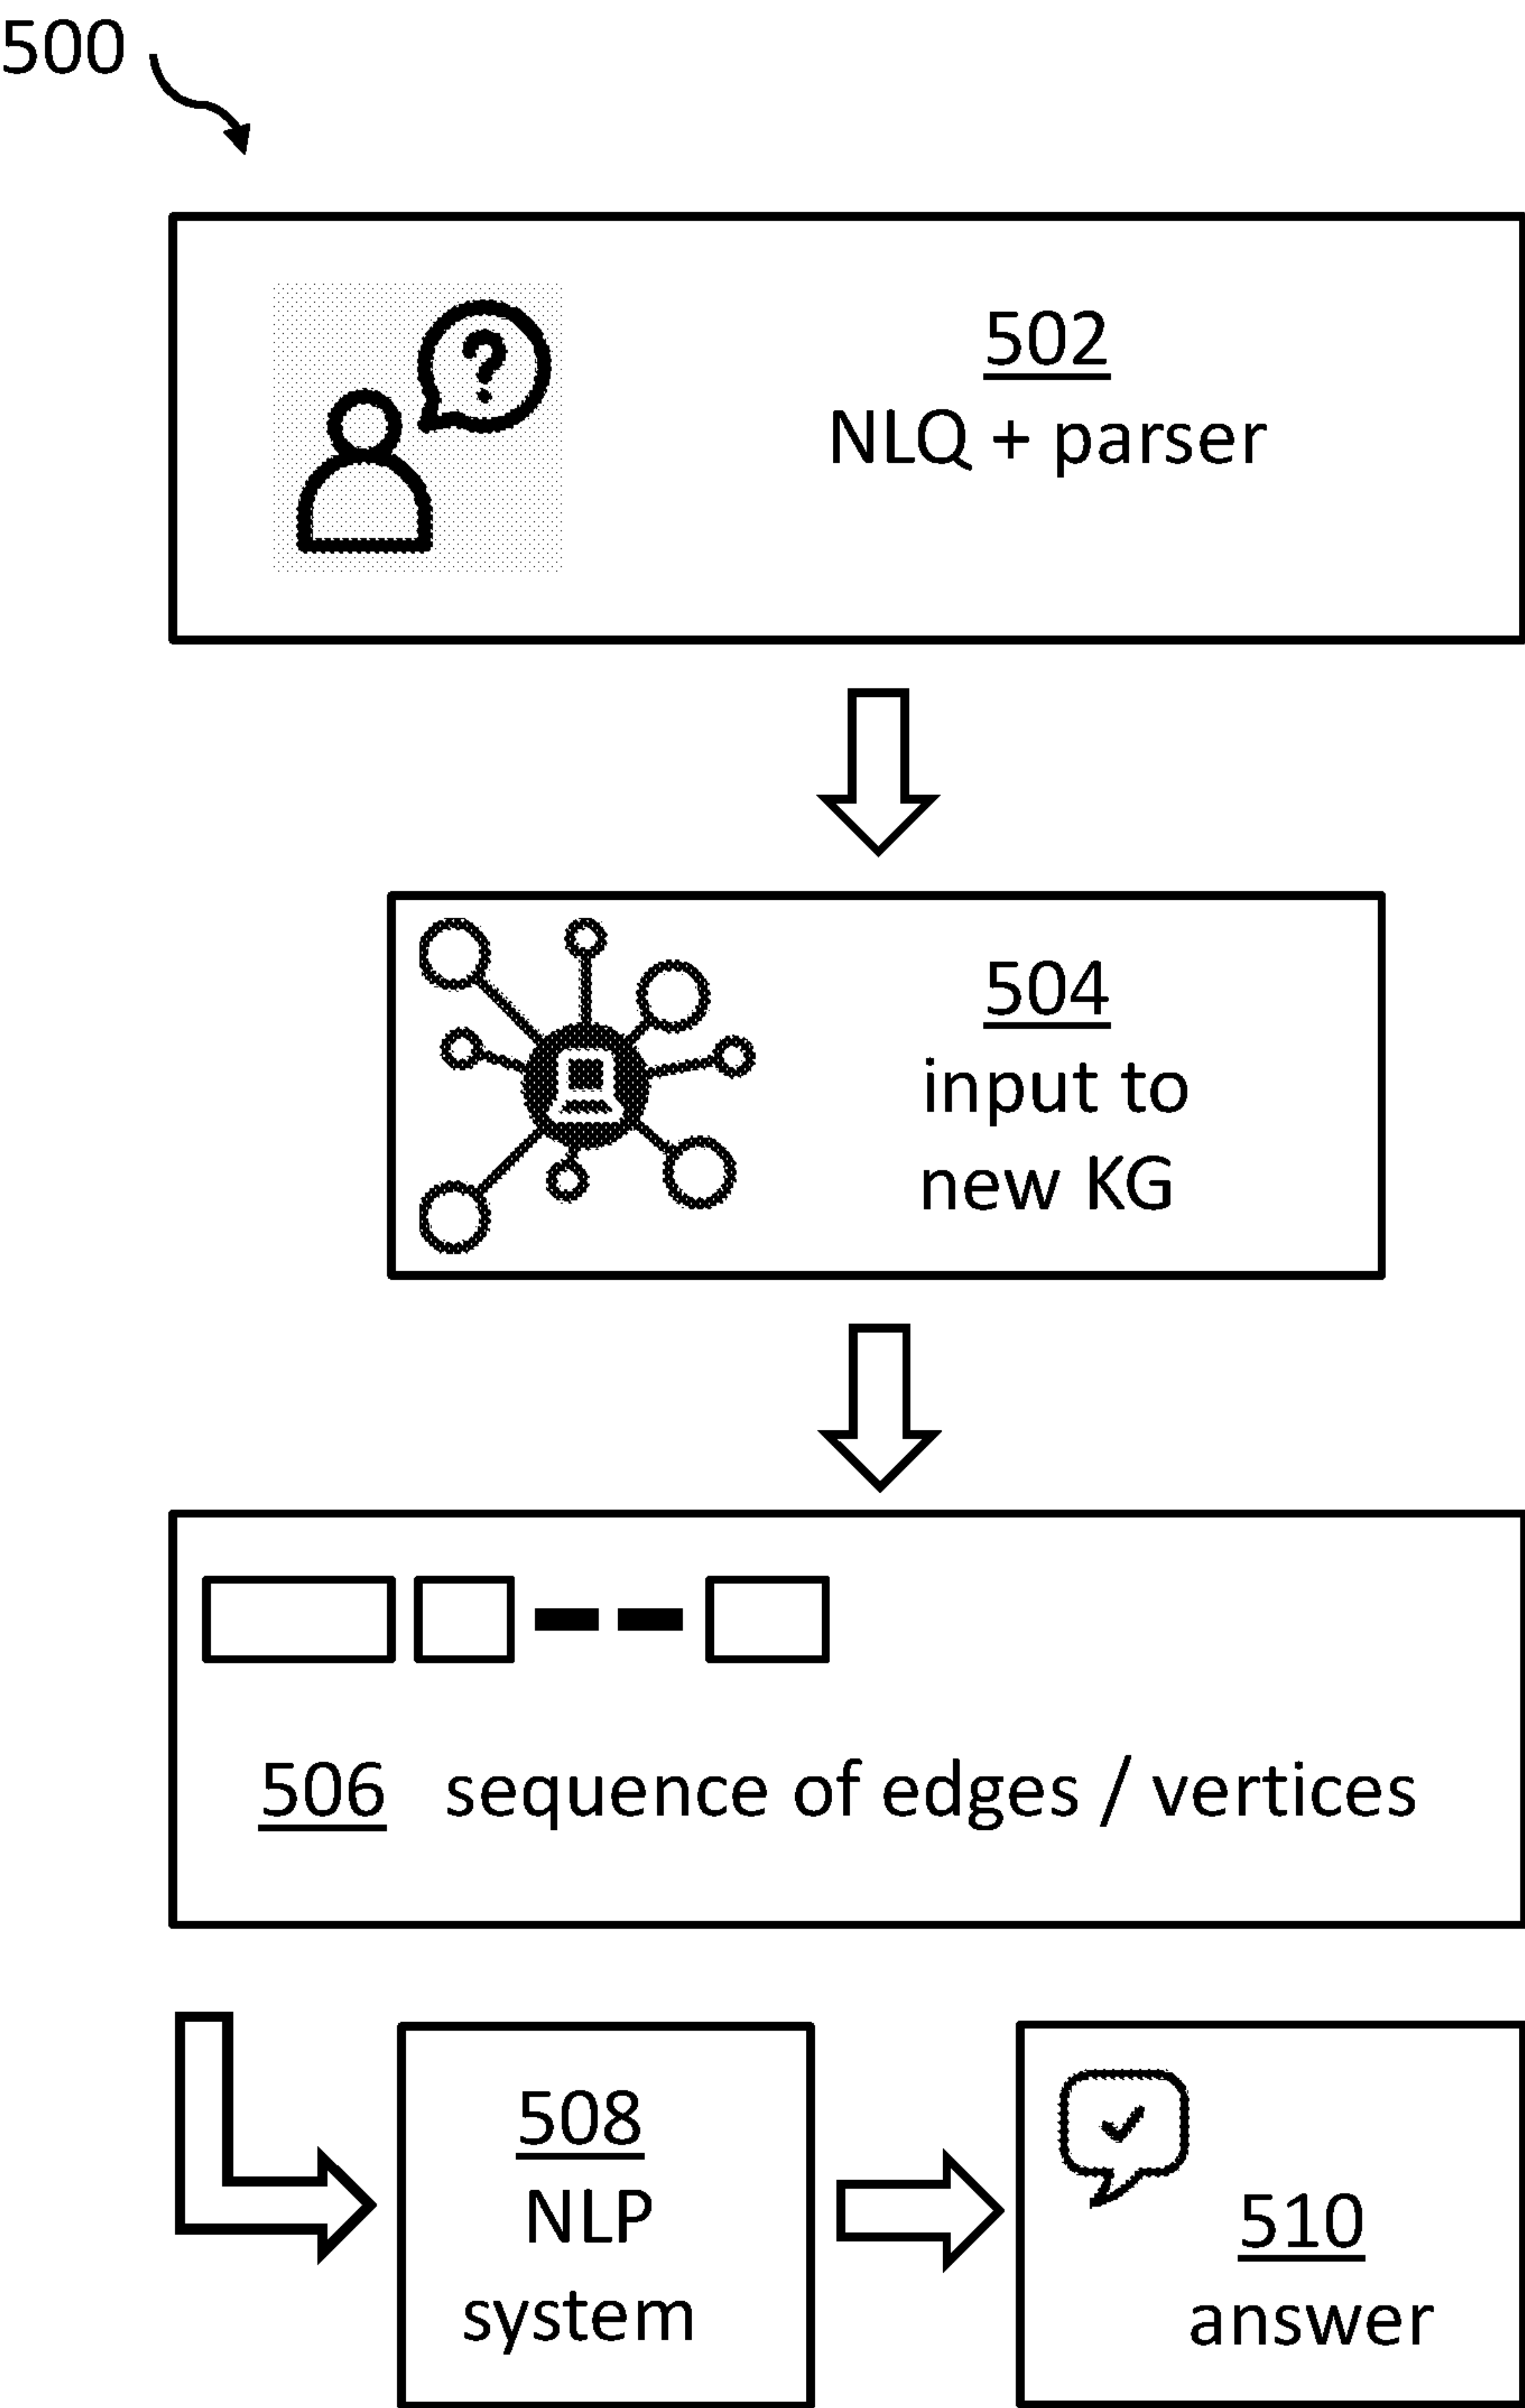 500
502
NLQ + parser
504
input to
new KG
506 sequence of edges / vertices
508
NLP
system
510
answer